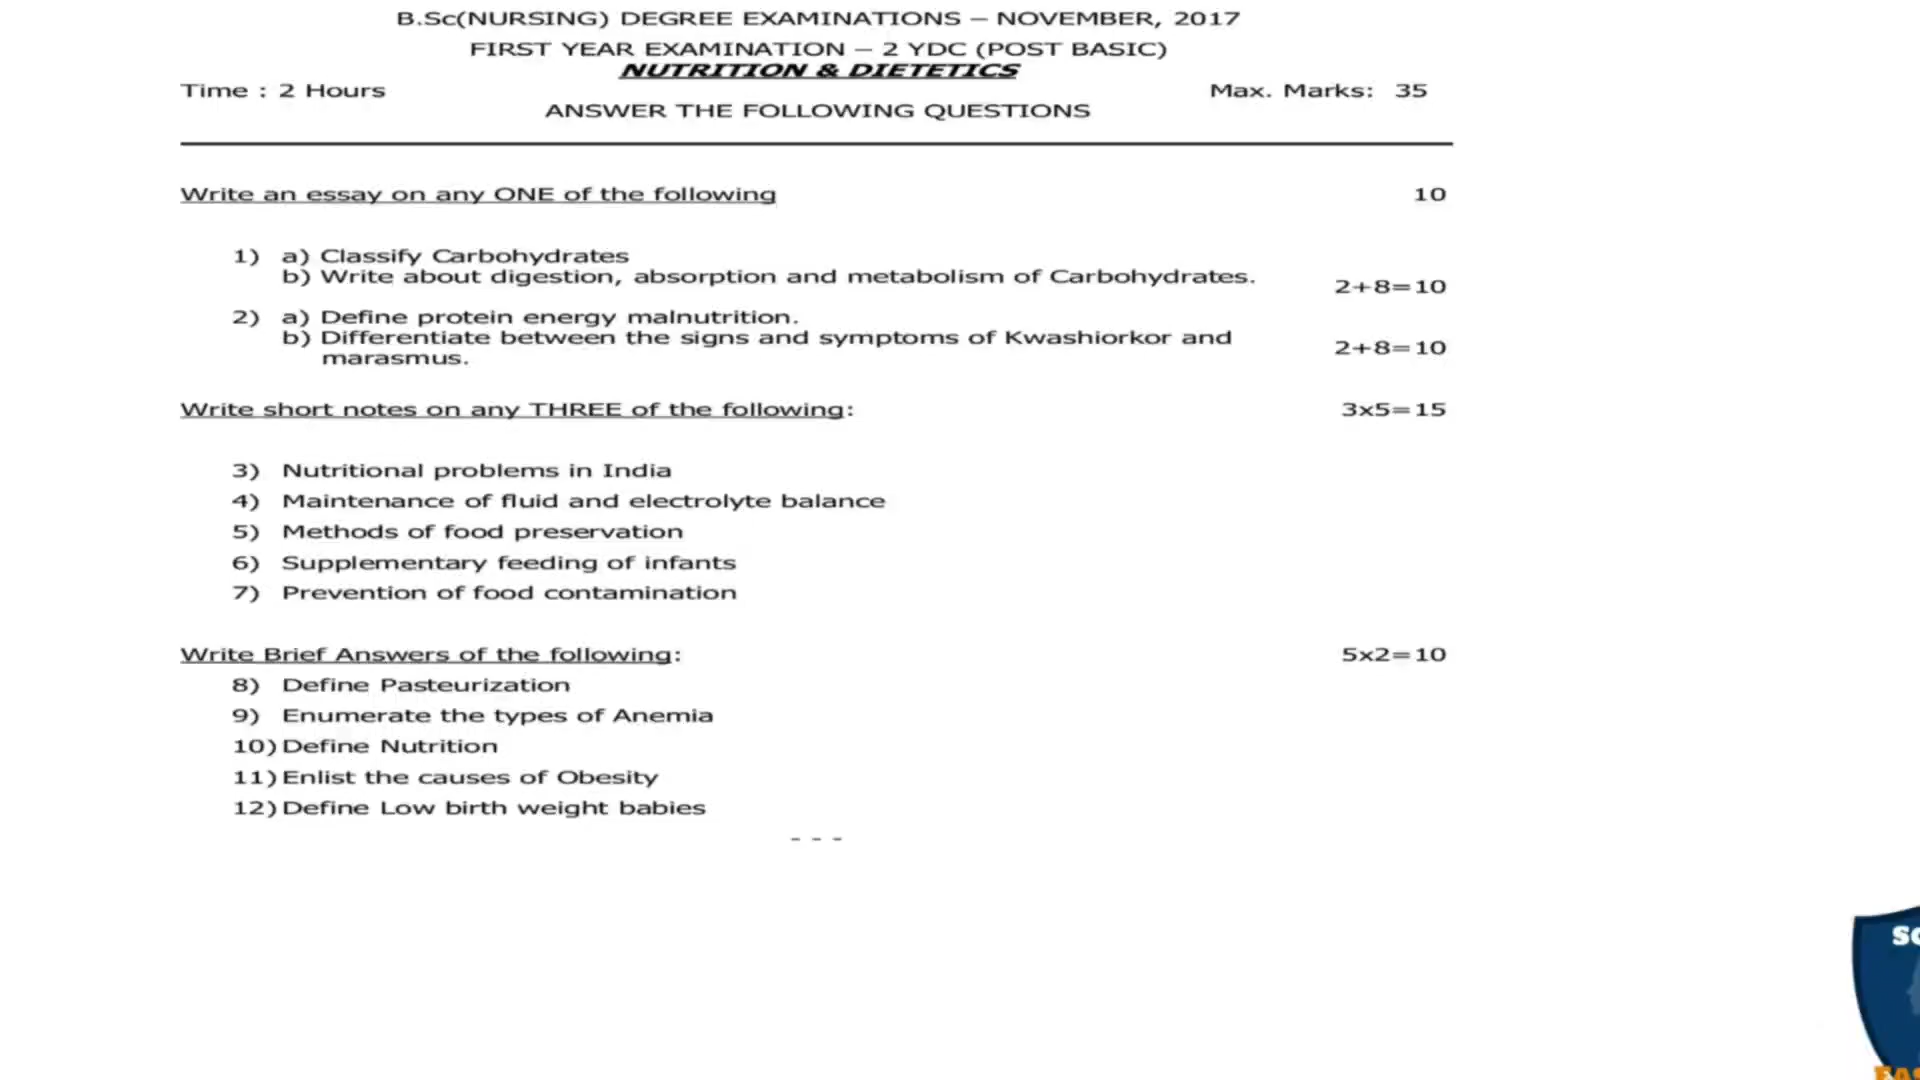 B.Sc(NURSING) DEGREE EXAMINATIONS – NOVEMBER, 2017
FIRST YEAR EXAMINATION – 2 YDC (POST BASIC)
NUTRITION & DIETETICS
Time : 2 Hours Max. Marks: 35
ANSWER THE FOLLOWING QUESTIONS
Write an essay on any ONE of the following 10
1) a) Classify Carbohydrates
b) Write about digestion, absorption and metabolism of Carbohydrates. 2+8=10
2) a) Define protein energy malnutrition.
b) Differentiate between the signs and symptoms of Kwashiorkor and 2+8=10
marasmus.
Write short notes on any THREE of the following: 3x5=15
3) Nutritional problems in India
4) Maintenance of fluid and electrolyte balance
5) Methods of food preservation
6) Supplementary feeding of infants
7) Prevention of food contamination
Write Brief Answers of the following: 5x2=10
8) Define Pasteurization
9) Enumerate the types of Anemia
10) Define Nutrition
11) Enlist the causes of Obesity
12) Define Low birth weight babies
- - -